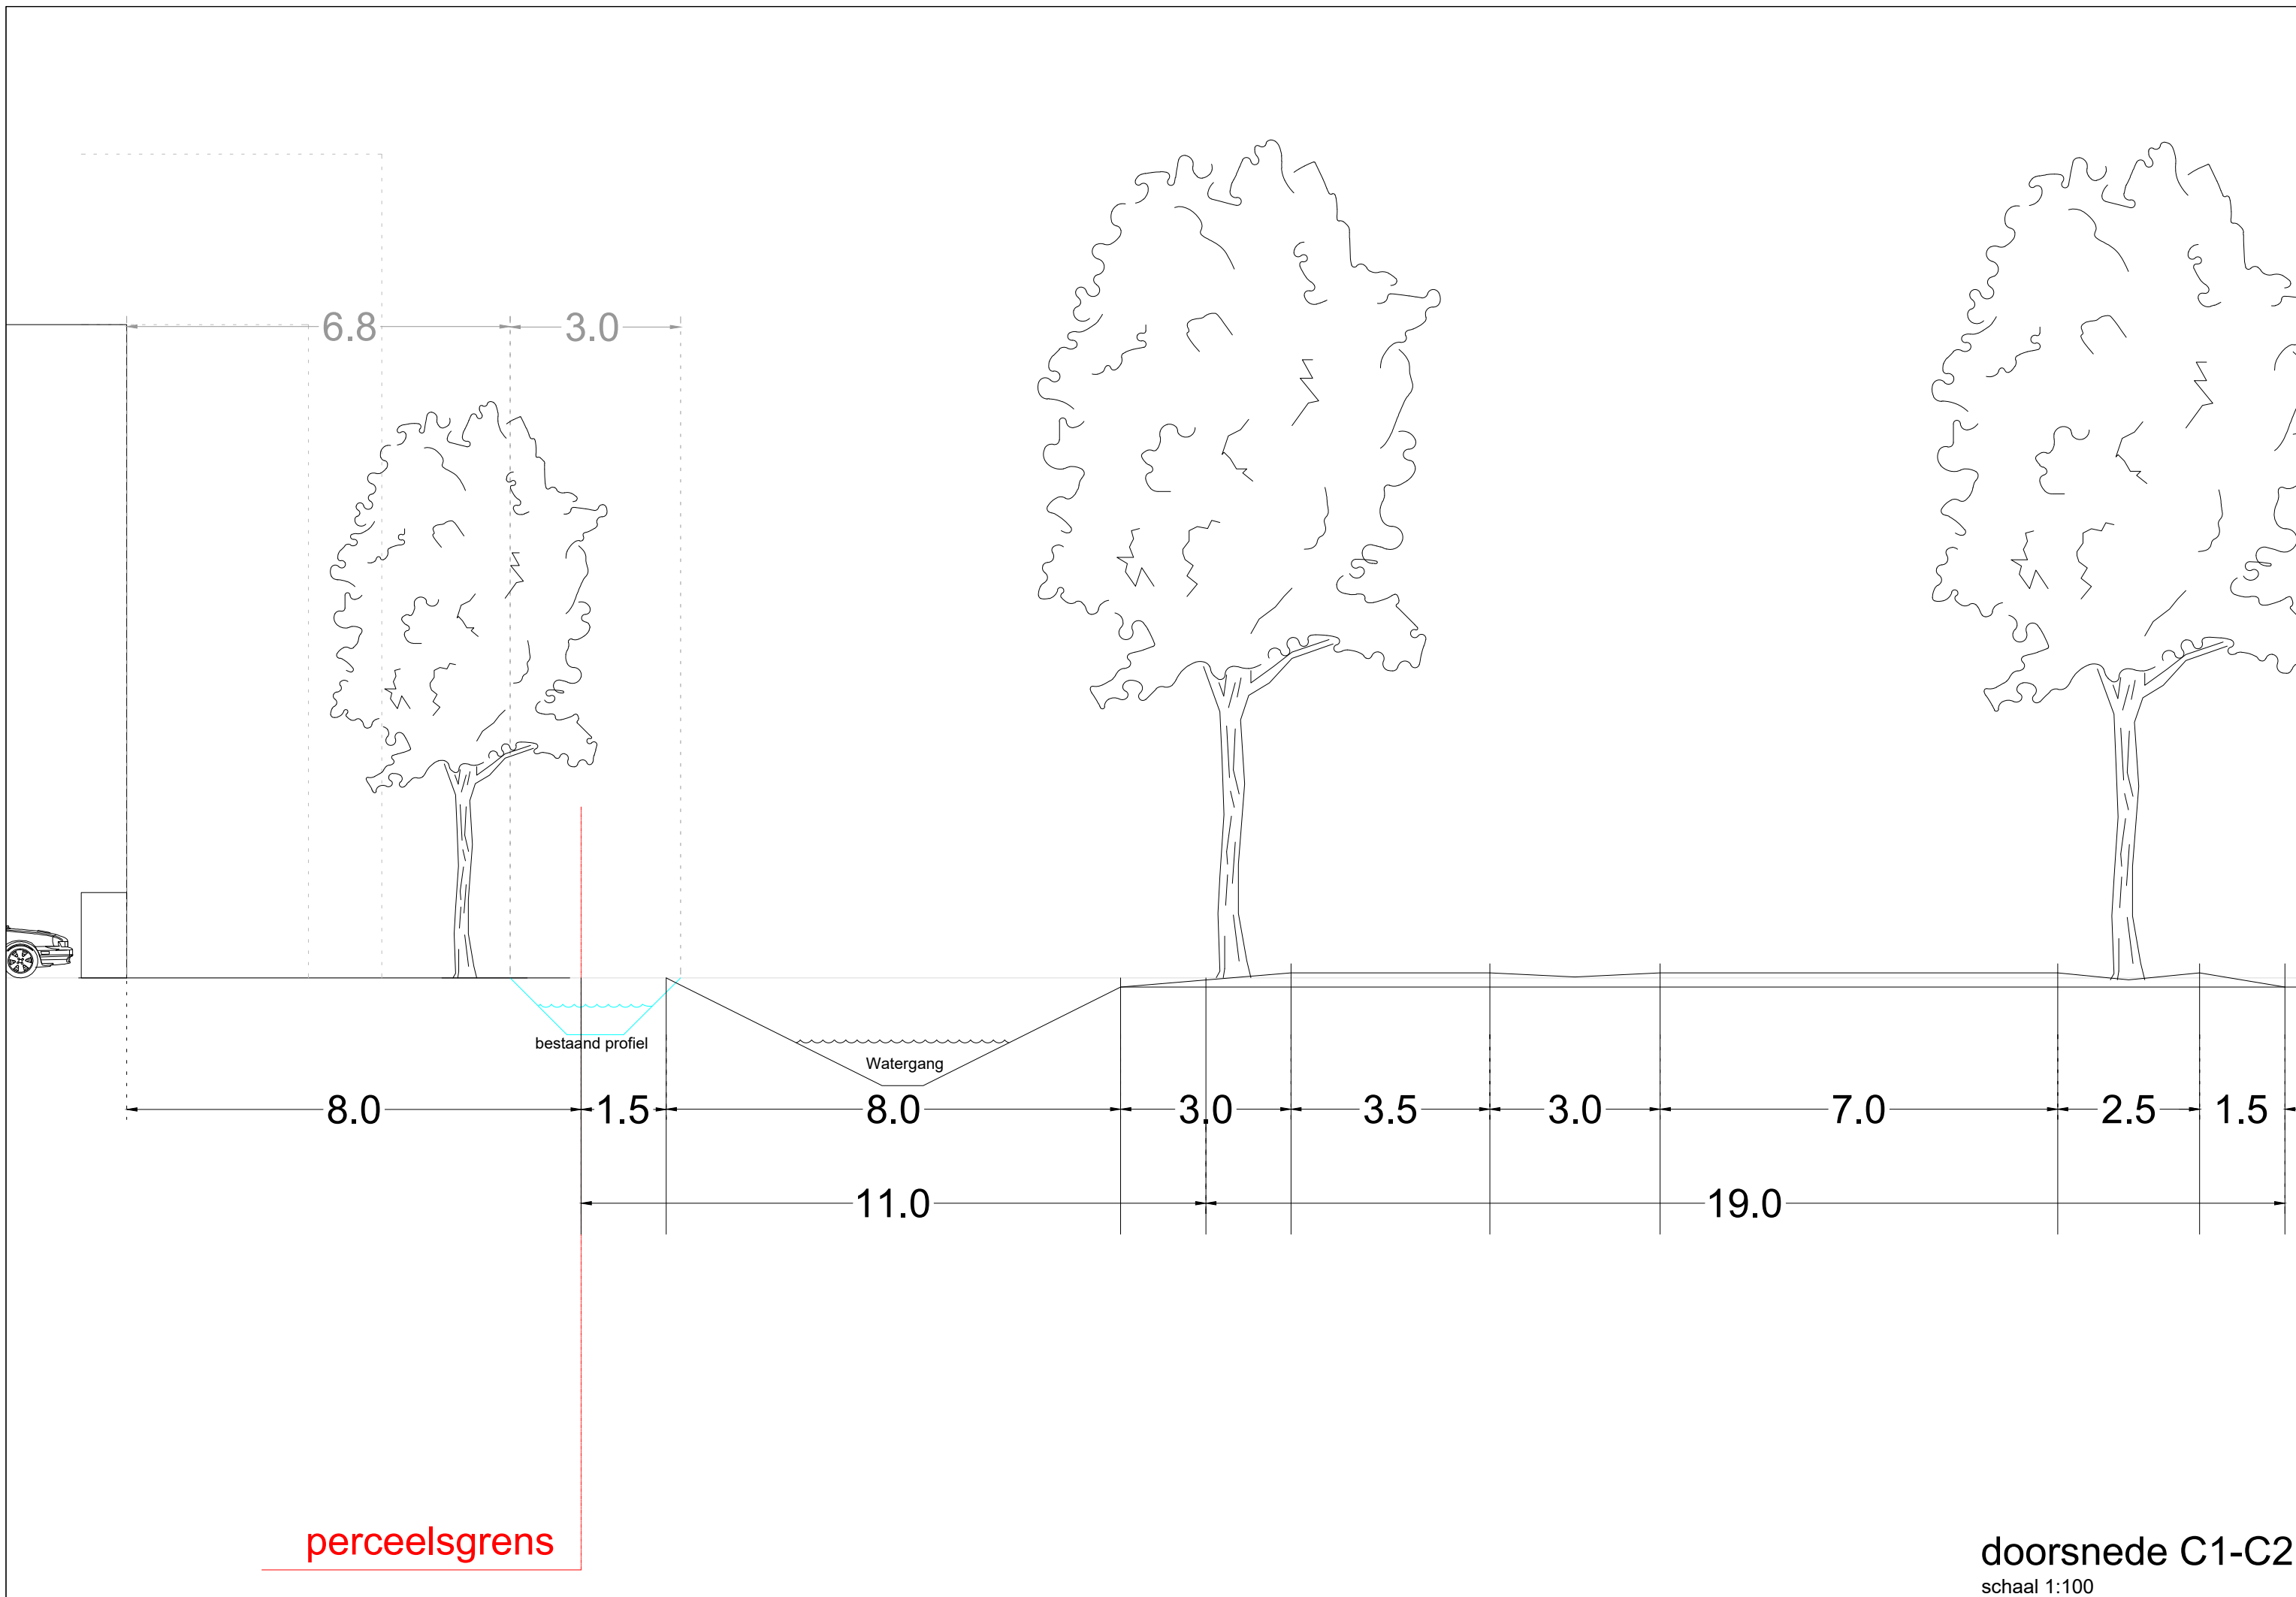 6.8 3.0
bestaand profiel
Watergang
8.0 1.5 8.0 3.0 3.5 3.0 7.0 2.5 1.5
11.0 19.0
perceelsgrens
doorsnede C1-C2
schaal 1:100